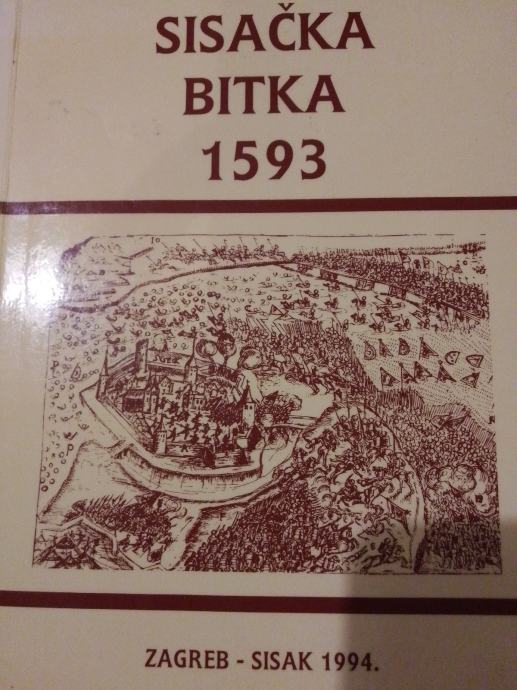 SISAČKA
BITKA
1593
ZAGREB - SISAK 1994.